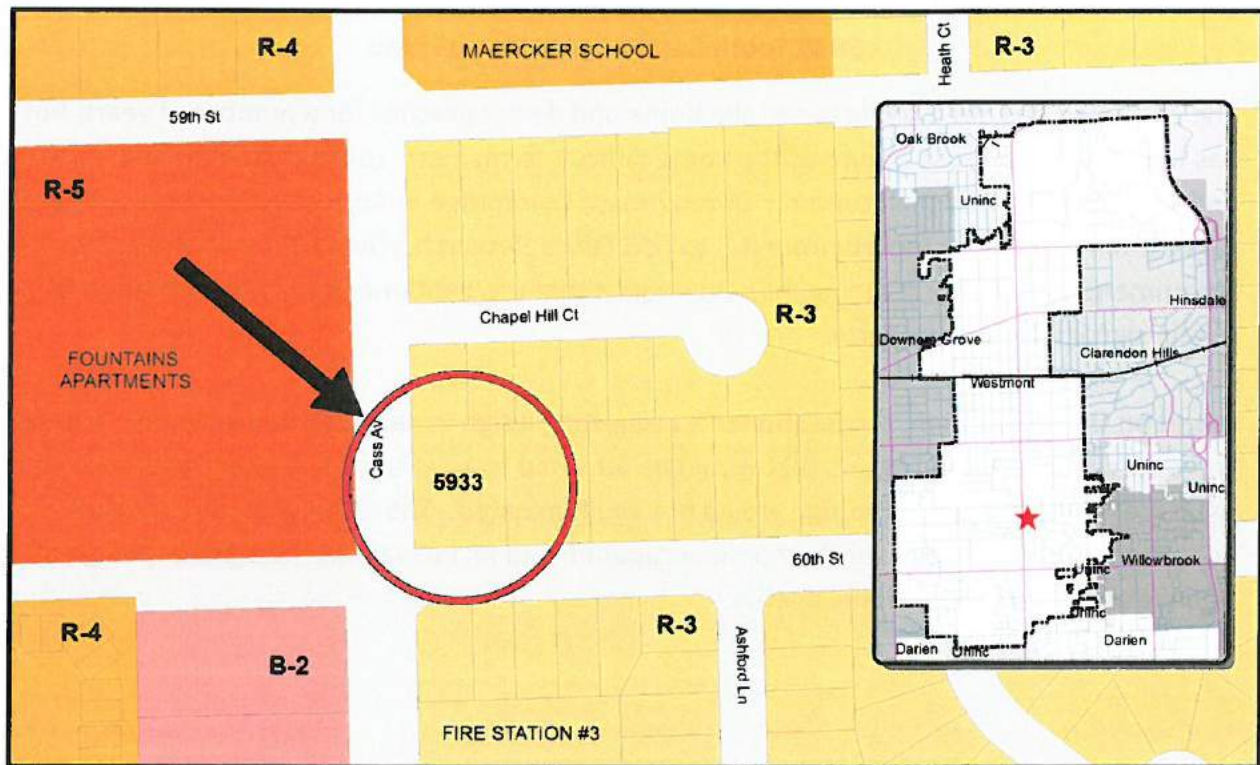 R-4
MAERCKER SCHOOL
Heath Ct
R-3
59th St
R-5
Chapel Hill Ct
R-3
FOUNTAINS
APARTMENTS
Cass Av
5933
60th St
R-4
B-2
R-3
Ashford Ln
FIRE STATION #3
Oak Brook
Uninc
Hinsdale
Downers Grove
Clarendon Hills
Westmont
Uninc
Uninc
Willowbrook
Uninc
Uninc
Darien
Uninc
Darien